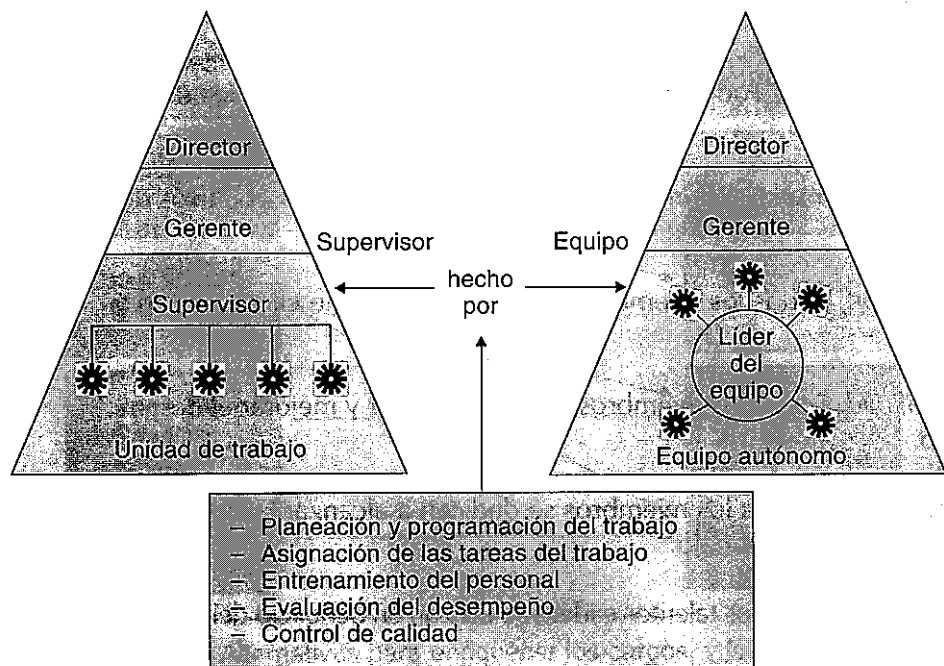 Director
Gerente
Supervisor
Unidad de trabajo
Supervisor
hecho
por
Equipo
Director
Gerente
Líder
del
equipo
Equipo autónomo
– Planeación y programación del trabajo
– Asignación de las tareas del trabajo
– Entrenamiento del personal
– Evaluación del desempeño
– Control de calidad